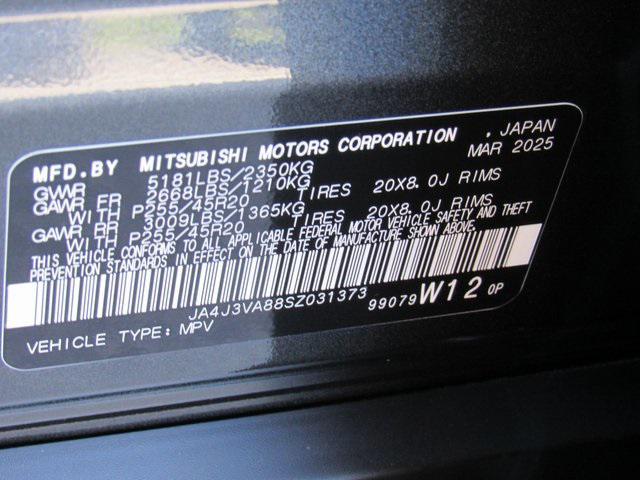 MFD.BY MITSUBISHI MOTORS CORPORATION . JAPAN
MAR 2025
GVWR 5181LBS/2350KG
GAWR FR 2668LBS/1210KG
WITH P255/45R20 TIRES 20X8.0J RIMS
GAWR RR 3009LBS/1365KG
WITH P255/45R20 TIRES 20X8.0J RIMS
THIS VEHICLE CONFORMS TO ALL APPLICABLE FEDERAL MOTOR VEHICLE SAFETY AND THEFT
PREVENTION STANDARDS IN EFFECT ON THE DATE OF MANUFACTURE SHOWN ABOVE.
JA4J3VA88SZ031373 99079 W12 0P
VEHICLE TYPE: MPV